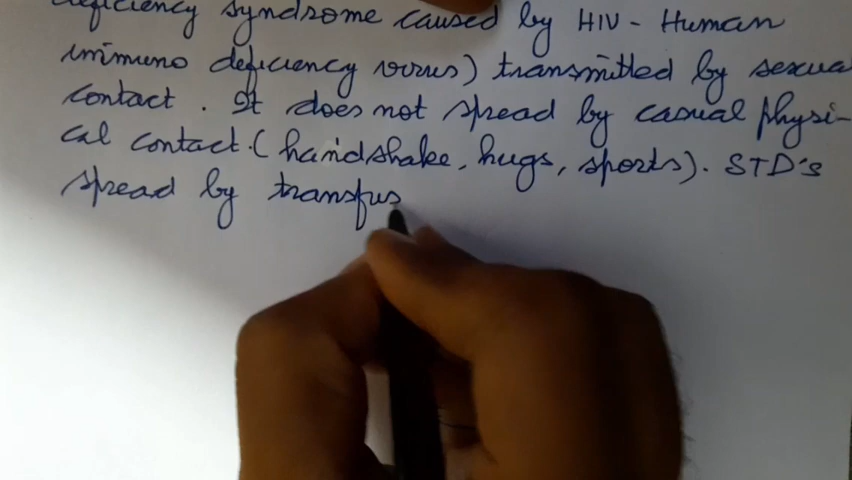 deficiency syndrome caused by HIV - Human
immuno deficiency virus) transmitted by sexua
contact. It does not spread by casual physi-
cal contact. (handshake, hugs, sports). STD's
spread by transfus